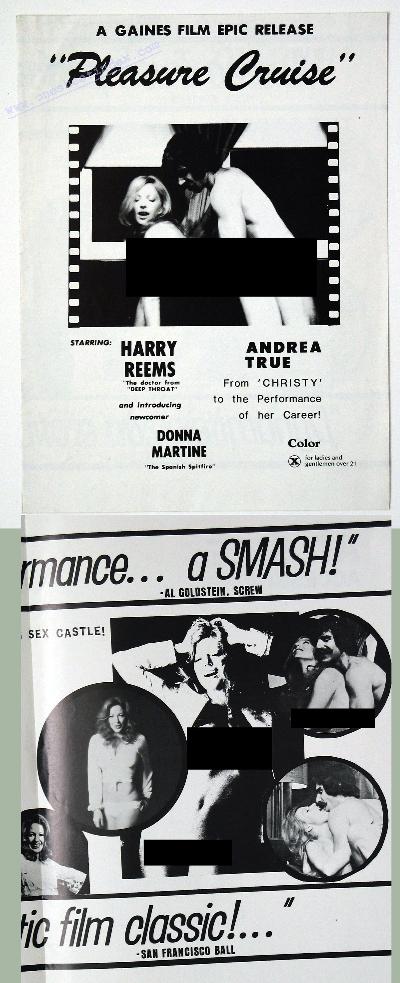 A GAINES FILM EPIC RELEASE
"Pleasure Cruise"
STARRING:
HARRY
REEMS
"The doctor from
"DEEP THROAT"
and introducing
newcomer
DONNA
MARTINE
"The Spanish Spitfire"
ANDREA
TRUE
From 'CHRISTY'
to the Performance
of her Career!
Color
X for ladies and
gentlemen over 21
rmance... a SMASH!"
-AL GOLDSTEIN, SCREW
SEX CASTLE!
tic film classic!..."
-SAN FRANCISCO BALL